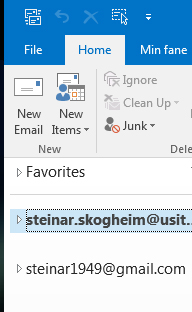 File Home Min fane
New Email New Items Ignore
Clean Up
Junk
New Dele
Favorites
steinar.skogheim@usit.
steinar1949@gmail.com